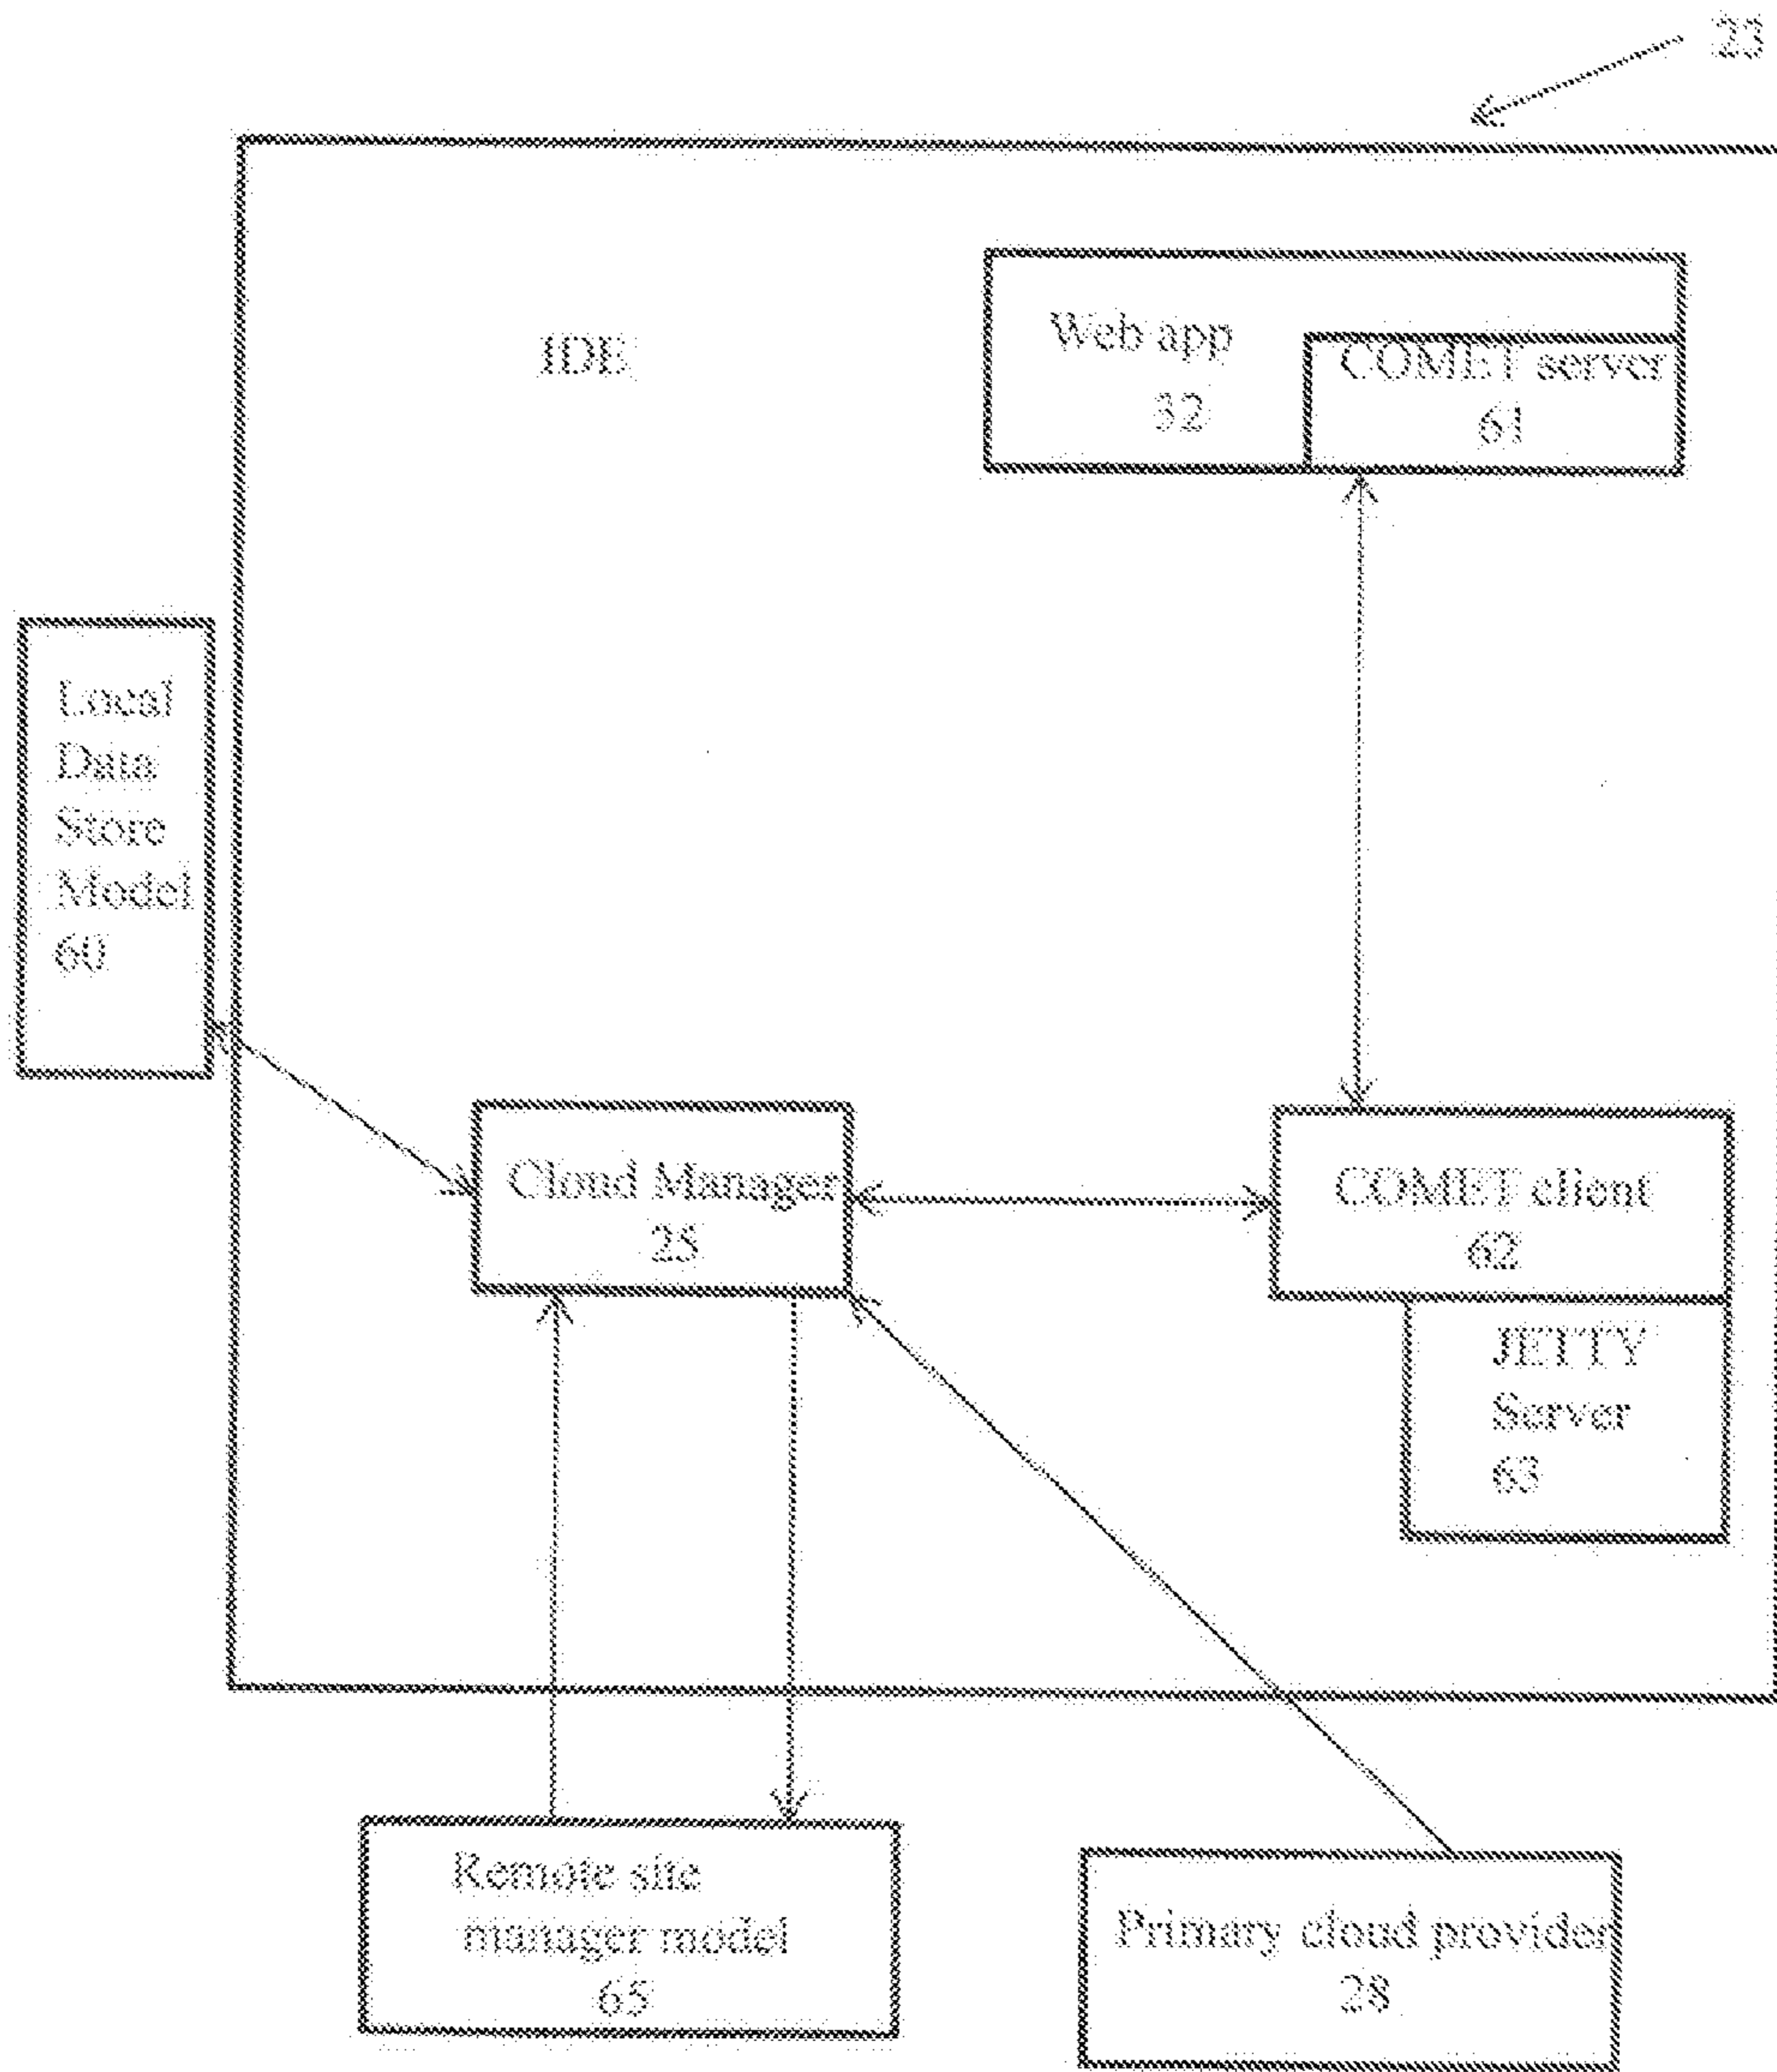 23
IDE
Web app
32
COMET server
61
Local
Data
Store
Model
60
Cloud Manager
25
COMET client
62
JETTY
Server
63
Remote site
manager model
65
Primary cloud provider
28